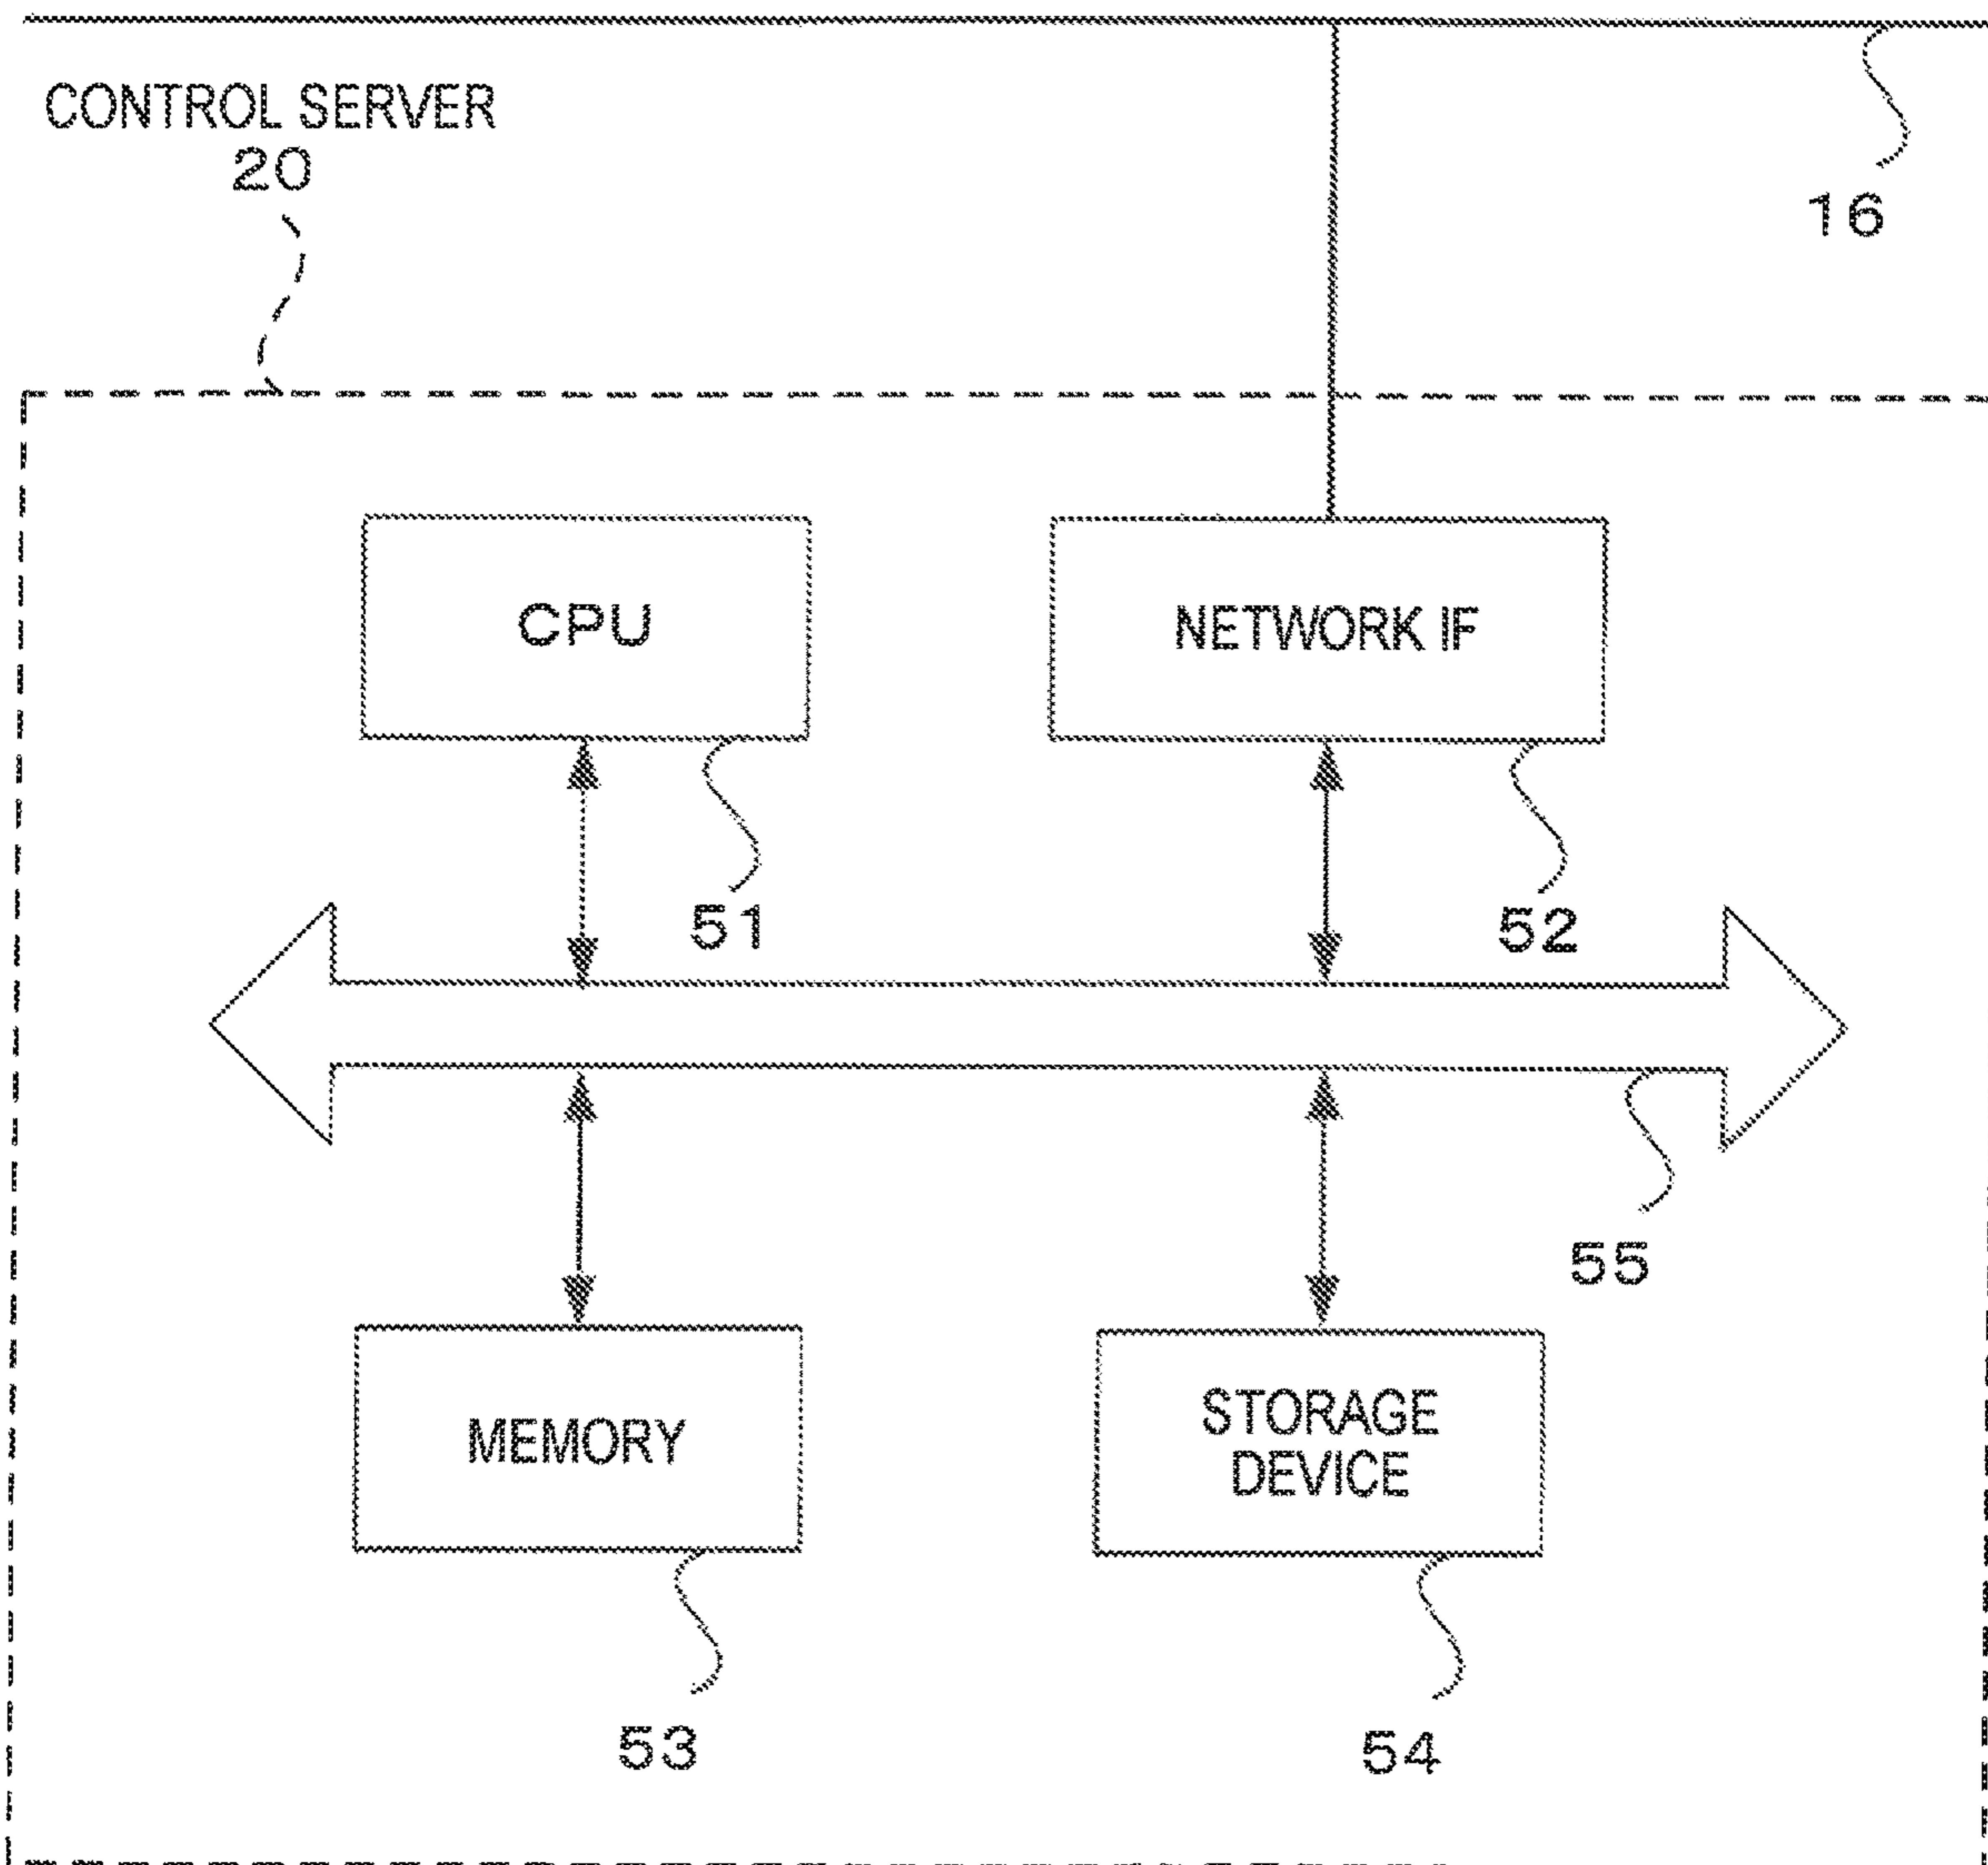 CONTROL SERVER
20
16
CPU
NETWORK IF
51
52
55
MEMORY
STORAGE
DEVICE
53
54